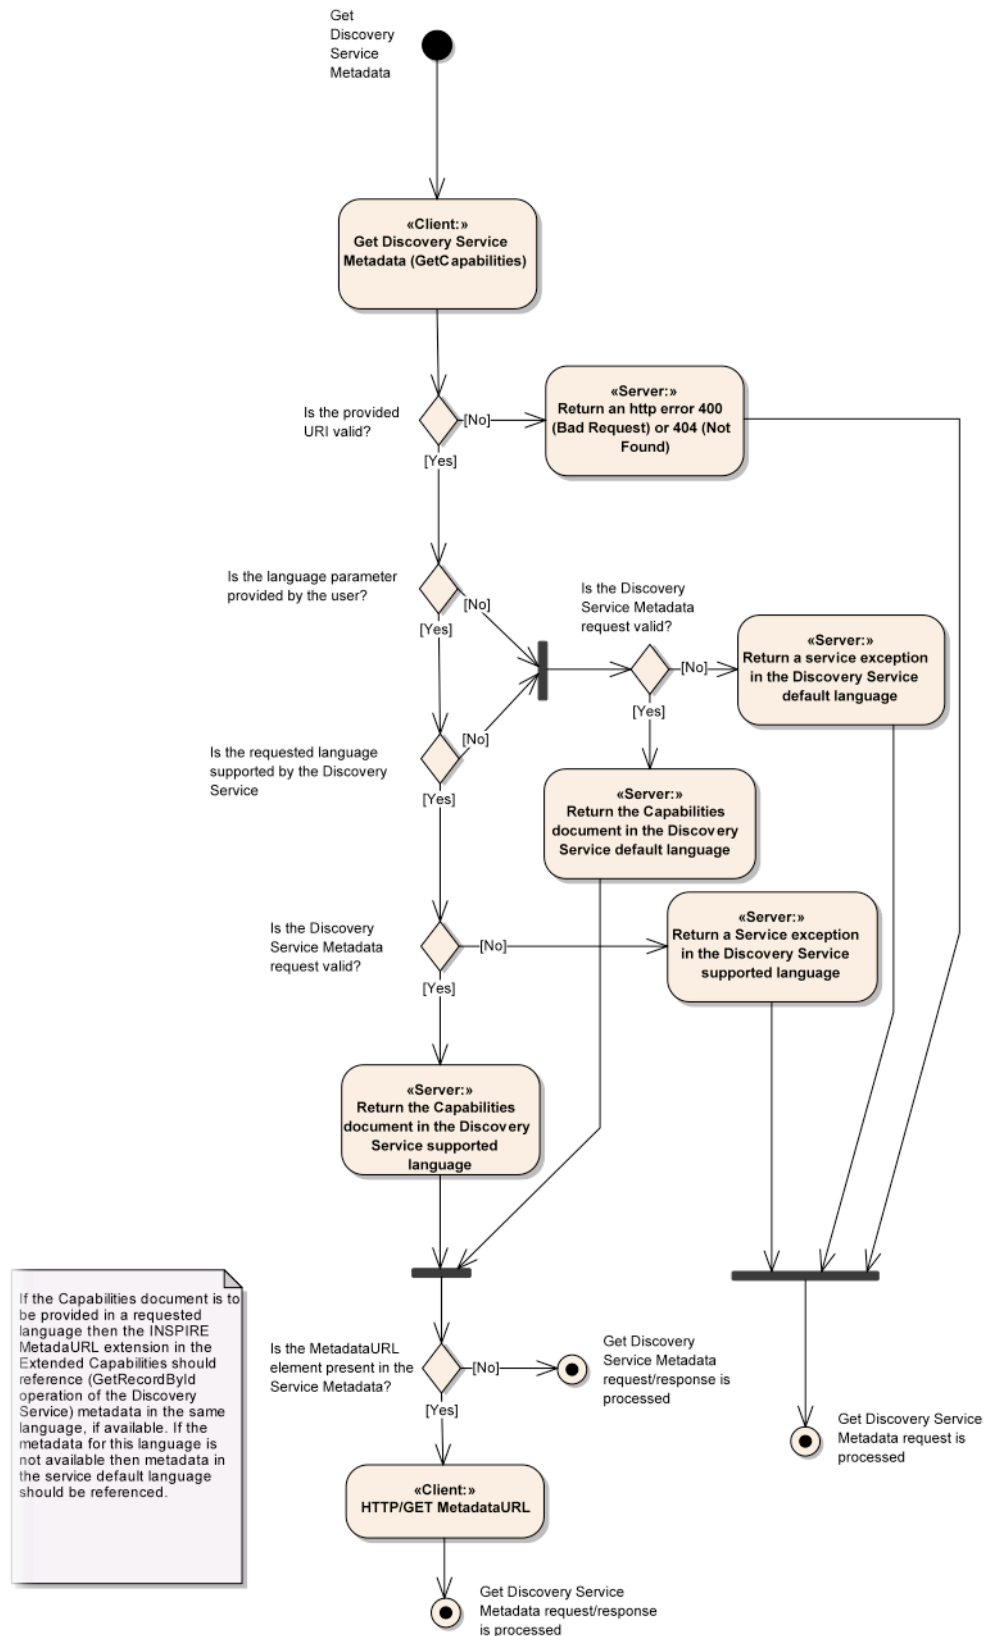 Get
Discovery
Service
Metadata
«Client:»
Get Discovery Service
Metadata (GetCapabilities)
Is the provided
URI valid?
[No]
[Yes]
«Server:»
Return an http error 400
(Bad Request) or 404 (Not
Found)
Is the language parameter
provided by the user?
[No]
[Yes]
Is the Discovery
Service Metadata
request valid?
[No]
[Yes]
«Server:»
Return a service exception
in the Discovery Service
default language
Is the requested language
supported by the Discovery
Service
[No]
[Yes]
«Server:»
Return the Capabilities
document in the Discovery
Service default language
Is the Discovery
Service Metadata
request valid?
[No]
[Yes]
«Server:»
Return a Service exception
in the Discovery Service
supported language
«Server:»
Return the Capabilities
document in the Discovery
Service supported
language
If the Capabilities document is to
be provided in a requested
language then the INSPIRE
MetadaURL extension in the
Extended Capabilities should
reference (GetRecordById
operation of the Discovery
Service) metadata in the same
language, if available. If the
metadata for this language is
not available then metadata in
the service default language
should be referenced.
Is the MetadataURL
element present in the
Service Metadata?
[No]
[Yes]
Get Discovery
Service Metadata
request/response is
processed
Get Discovery Service
Metadata request is
processed
«Client:»
HTTP/GET MetadataURL
Get Discovery Service
Metadata request/response
is processed